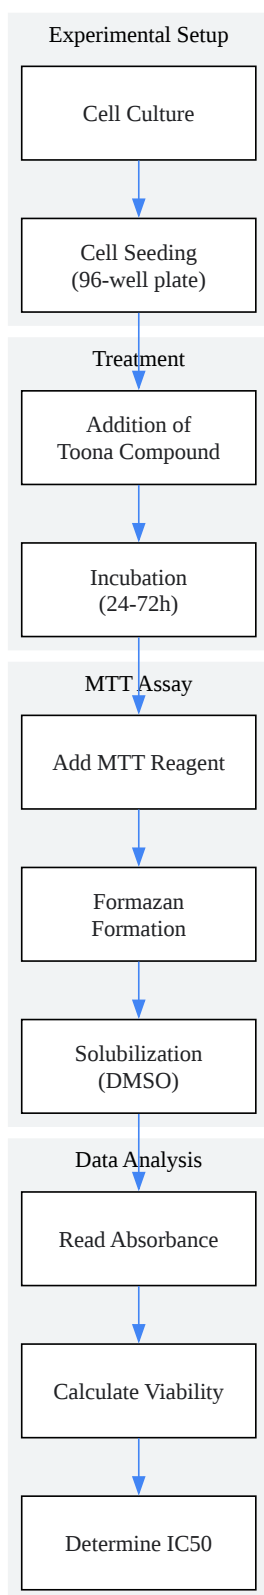 Experimental Setup
Cell Culture
Cell Seeding
(96-well plate)
Treatment
Addition of
Toona Compound
Incubation
(24-72h)
MTT Assay
Add MTT Reagent
Formazan
Formation
Solubilization
(DMSO)
Data Analysis
Read Absorbance
Calculate Viability
Determine IC50